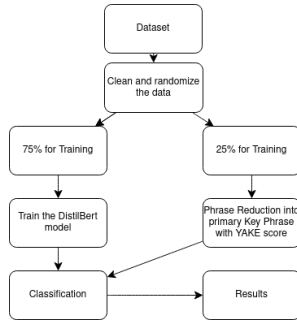 Dataset
Clean and randomize
the data
75% for Training
25% for Training
Train the DistilBert
model
Phrase Reduction into
primary Key Phrase
with YAKE score
Classification
Results